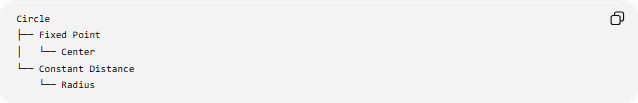 Circle
├── Fixed Point
│   └── Center
└── Constant Distance
    └── Radius